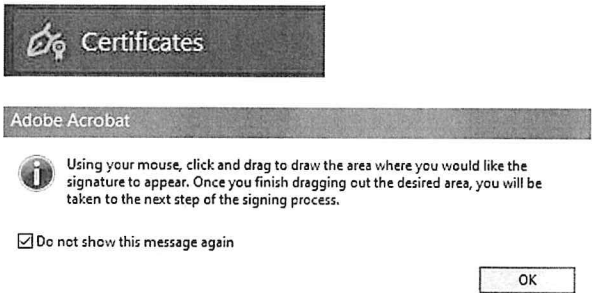 Certificates
Adobe Acrobat
Using your mouse, click and drag to draw the area where you would like the
signature to appear. Once you finish dragging out the desired area, you will be
taken to the next step of the signing process.
Do not show this message again
OK